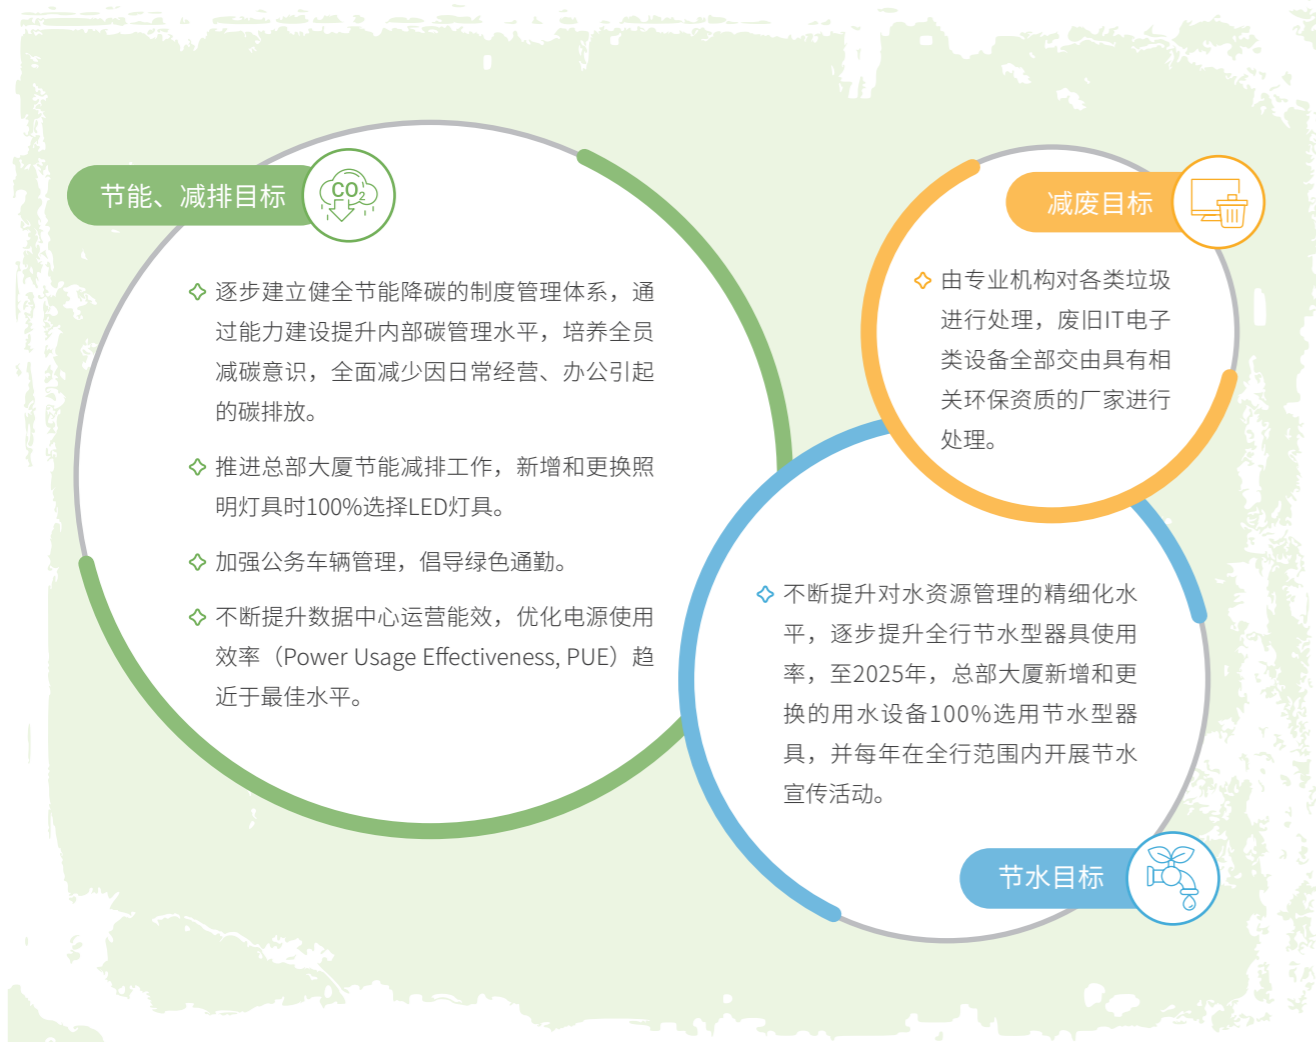 节能、减排目标
CO2
逐步建立健全节能降碳的制度管理体系，通
过能力建设提升内部碳管理水平，培养全员
减碳意识，全面减少因日常经营、办公引起
的碳排放。
推进总部大厦节能减排工作，新增和更换照
明灯具时100%选择LED灯具。
加强公务车辆管理，倡导绿色通勤。
不断提升数据中心运营能效，优化电源使用
效率（Power Usage Effectiveness, PUE）趋
近于最佳水平。
减废目标
由专业机构对各类垃圾
进行处理，废旧IT电子
类设备全部交由具有相
关环保资质的厂家进行
处理。
不断提升对水资源管理的精细化水
平，逐步提升全行节水型器具使用
率，至2025年，总部大厦新增和更
换的用水设备100%选用节水型器
具，并每年在全行范围内开展节水
宣传活动。
节水目标